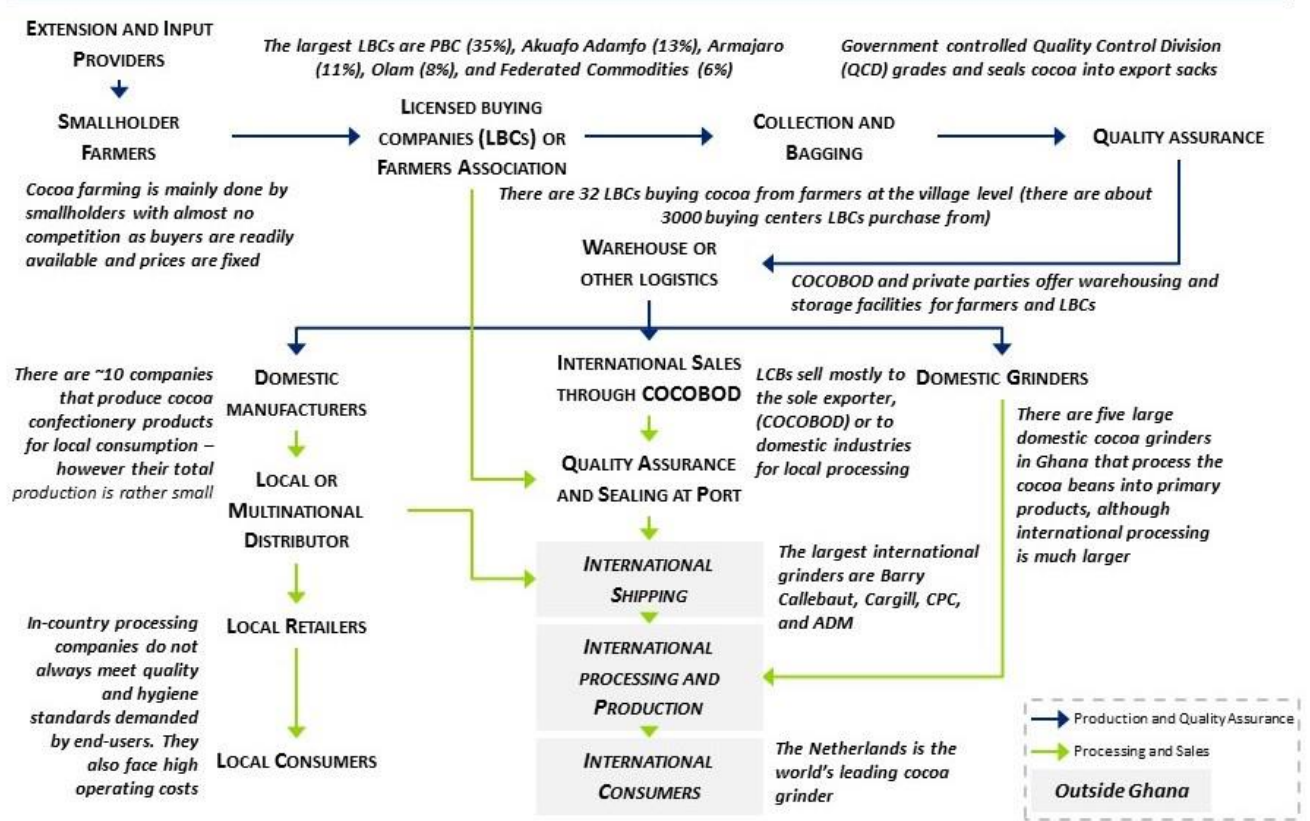 EXTENSION AND INPUT
PROVIDERS
The largest LBCs are PBC (35%), Akuafo Adamfo (13%), Armajaro
(11%), Olam (8%), and Federated Commodities (6%)
Government controlled Quality Control Division
(QCD) grades and seals cocoa into export sacks
SMALLHOLDER
FARMERS
LICENSED BUYING
COMPANIES (LBCS) OR
FARMERS ASSOCIATION
COLLECTION AND
BAGGING
QUALITY ASSURANCE
Cocoa farming is mainly done by
smallholders with almost no
competition as buyers are readily
available and prices are fixed
There are 32 LBCs buying cocoa from farmers at the village level (there are about
3000 buying centers LBCs purchase from)
WAREHOUSE OR
OTHER LOGISTICS
COCOBOD and private parties offer warehousing and
storage facilities for farmers and LBCs
There are ~10 companies
that produce cocoa
confectionery products
for local consumption –
however their total
production is rather small
DOMESTIC
MANUFACTURERS
INTERNATIONAL SALES
THROUGH COCOBOD
LCBs sell mostly to
the sole exporter,
(COCOBOD) or to
domestic industries
for local processing
DOMESTIC GRINDERS
There are five large
domestic cocoa grinders
in Ghana that process the
cocoa beans into primary
products, although
international processing
is much larger
LOCAL OR
MULTINATIONAL
DISTRIBUTOR
QUALITY ASSURANCE
AND SEALING AT PORT
INTERNATIONAL
SHIPPING
The largest international
grinders are Barry
Callebaut, Cargill, CPC,
and ADM
In-country processing
companies do not
always meet quality
and hygiene
standards demanded
by end-users. They
also face high
operating costs
LOCAL RETAILERS
INTERNATIONAL
PROCESSING AND
PRODUCTION
LOCAL CONSUMERS
INTERNATIONAL
CONSUMERS
The Netherlands is the
world's leading cocoa
grinder
Production and Quality Assurance
Processing and Sales
Outside Ghana